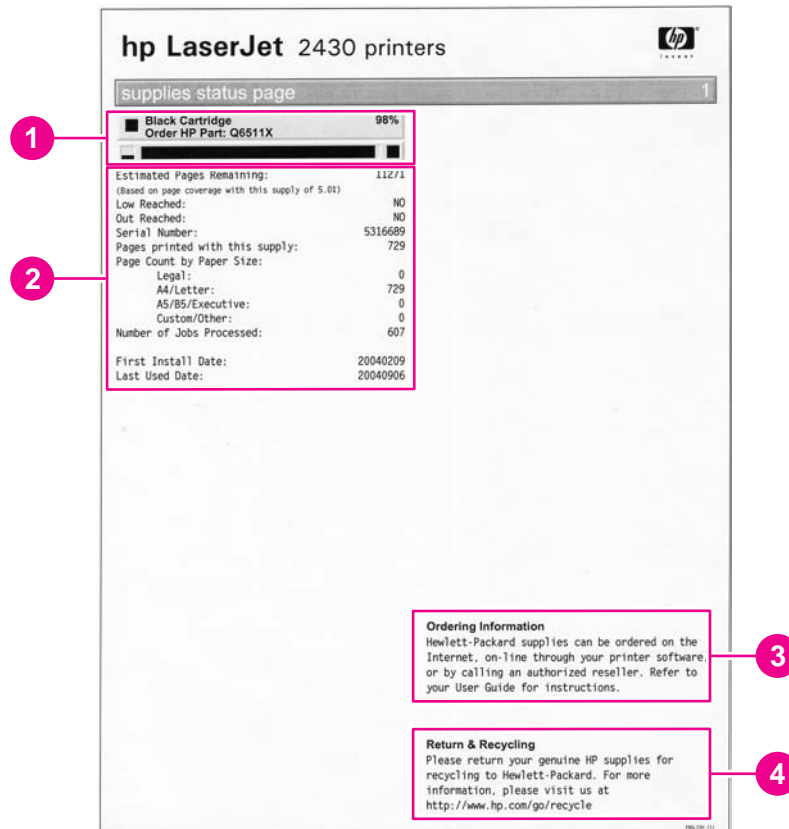 hp LaserJet 2430 printers
hp
invent
supplies status page 1
1
Black Cartridge 98%
Order HP Part: Q6511X
2
Estimated Pages Remaining: 11271
(Based on page coverage with this supply of 5.0%)
Low Reached: NO
Out Reached: NO
Serial Number: 5316689
Pages printed with this supply: 729
Page Count by Paper Size:
Legal: 0
A4/Letter: 729
A5/B5/Executive: 0
Custom/Other: 0
Number of Jobs Processed: 607
First Install Date: 20040209
Last Used Date: 20040906
3
Ordering Information
Hewlett-Packard supplies can be ordered on the
Internet, on-line through your printer software,
or by calling an authorized reseller. Refer to
your User Guide for instructions.
4
Return & Recycling
Please return your genuine HP supplies for
recycling to Hewlett-Packard. For more
information, please visit us at
http://www.hp.com/go/recycle